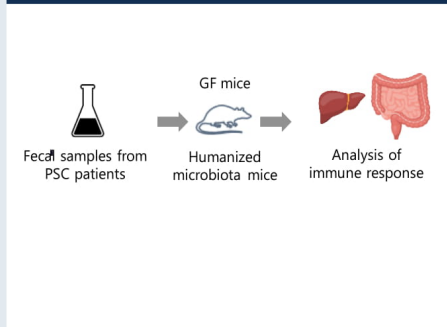 GF mice
Fecal samples from
PSC patients
Humanized
microbiota mice
Analysis of
immune response